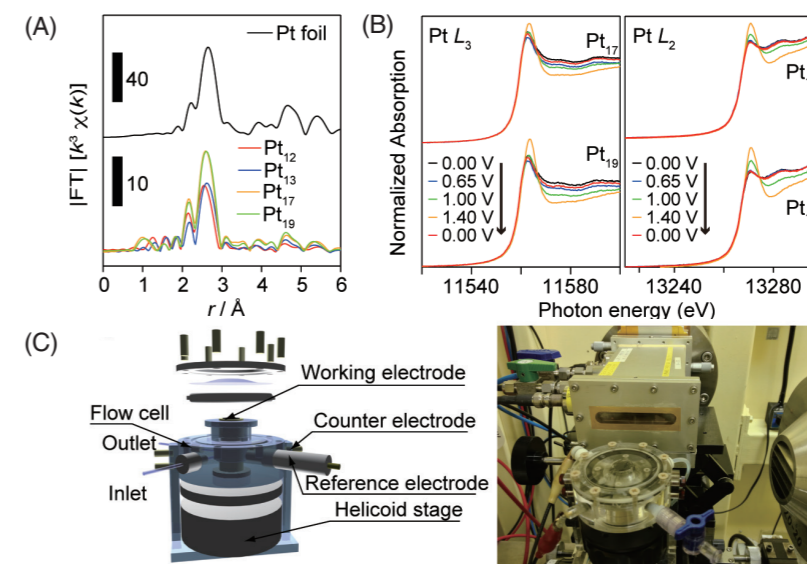 (A)
Pt foil
40
10
Pt12
Pt13
Pt17
Pt19
|FT| [k³ χ(k)]
0 1 2 3 4 5 6
r / Å
(B)
Pt L3
Pt17
Pt19
0.00 V
0.65 V
1.00 V
1.40 V
0.00 V
Normalized Absorption
11540 11580
Pt L2
Pt
Pt
0.00 V
0.65 V
1.00 V
1.40 V
0.00 V
13240 13280
Photon energy (eV)
(C)
Working electrode
Flow cell
Counter electrode
Outlet
Reference electrode
Inlet
Helicoid stage